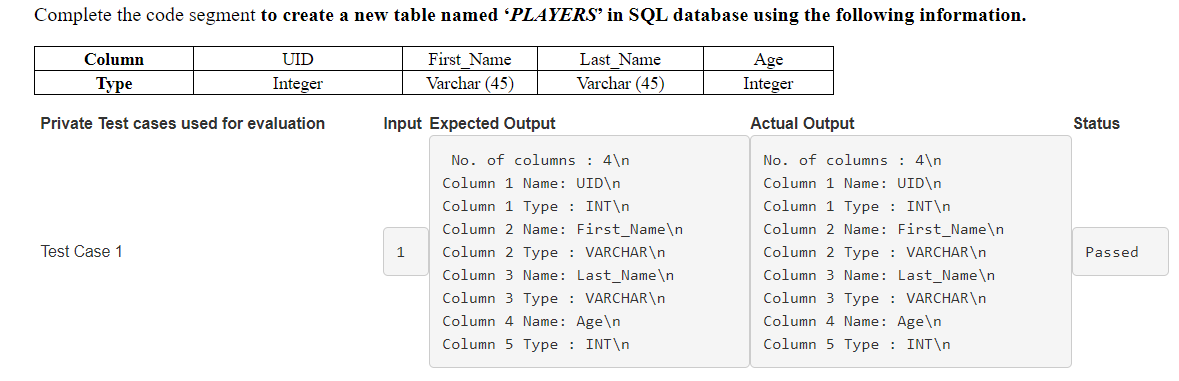 Complete the code segment to create a new table named ‘PLAYERS’ in SQL database using the following information.
Column UID First_Name Last_Name Age
Type Integer Varchar (45) Varchar (45) Integer
Private Test cases used for evaluation Input Expected Output Actual Output Status
Test Case 1
1
No. of columns : 4\n
Column 1 Name: UID\n
Column 1 Type : INT\n
Column 2 Name: First_Name\n
Column 2 Type : VARCHAR\n
Column 3 Name: Last_Name\n
Column 3 Type : VARCHAR\n
Column 4 Name: Age\n
Column 5 Type : INT\n
No. of columns : 4\n
Column 1 Name: UID\n
Column 1 Type : INT\n
Column 2 Name: First_Name\n
Column 2 Type : VARCHAR\n
Column 3 Name: Last_Name\n
Column 3 Type : VARCHAR\n
Column 4 Name: Age\n
Column 5 Type : INT\n
Passed